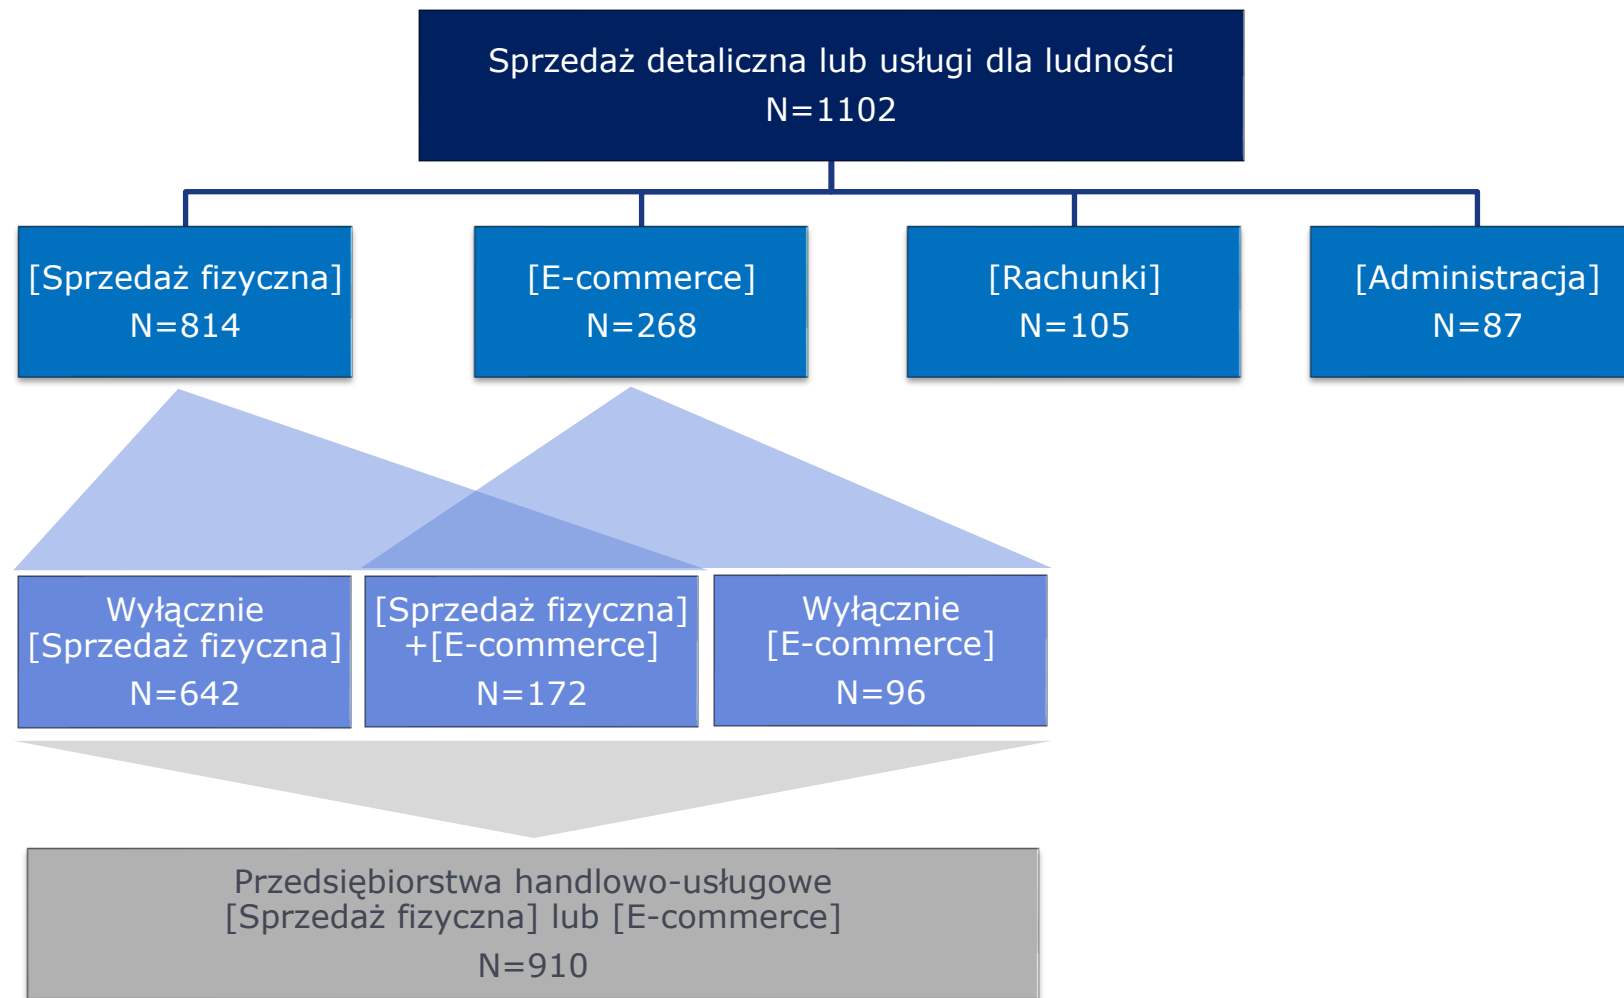 Sprzedaż detaliczna lub usługi dla ludności
N=1102
[Sprzedaż fizyczna]
N=814
[E-commerce]
N=268
[Rachunki]
N=105
[Administracja]
N=87
Wyłącznie
[Sprzedaż fizyczna]
N=642
[Sprzedaż fizyczna]
+[E-commerce]
N=172
Wyłącznie
[E-commerce]
N=96
Przedsiębiorstwa handlowo-usługowe
[Sprzedaż fizyczna] lub [E-commerce]
N=910